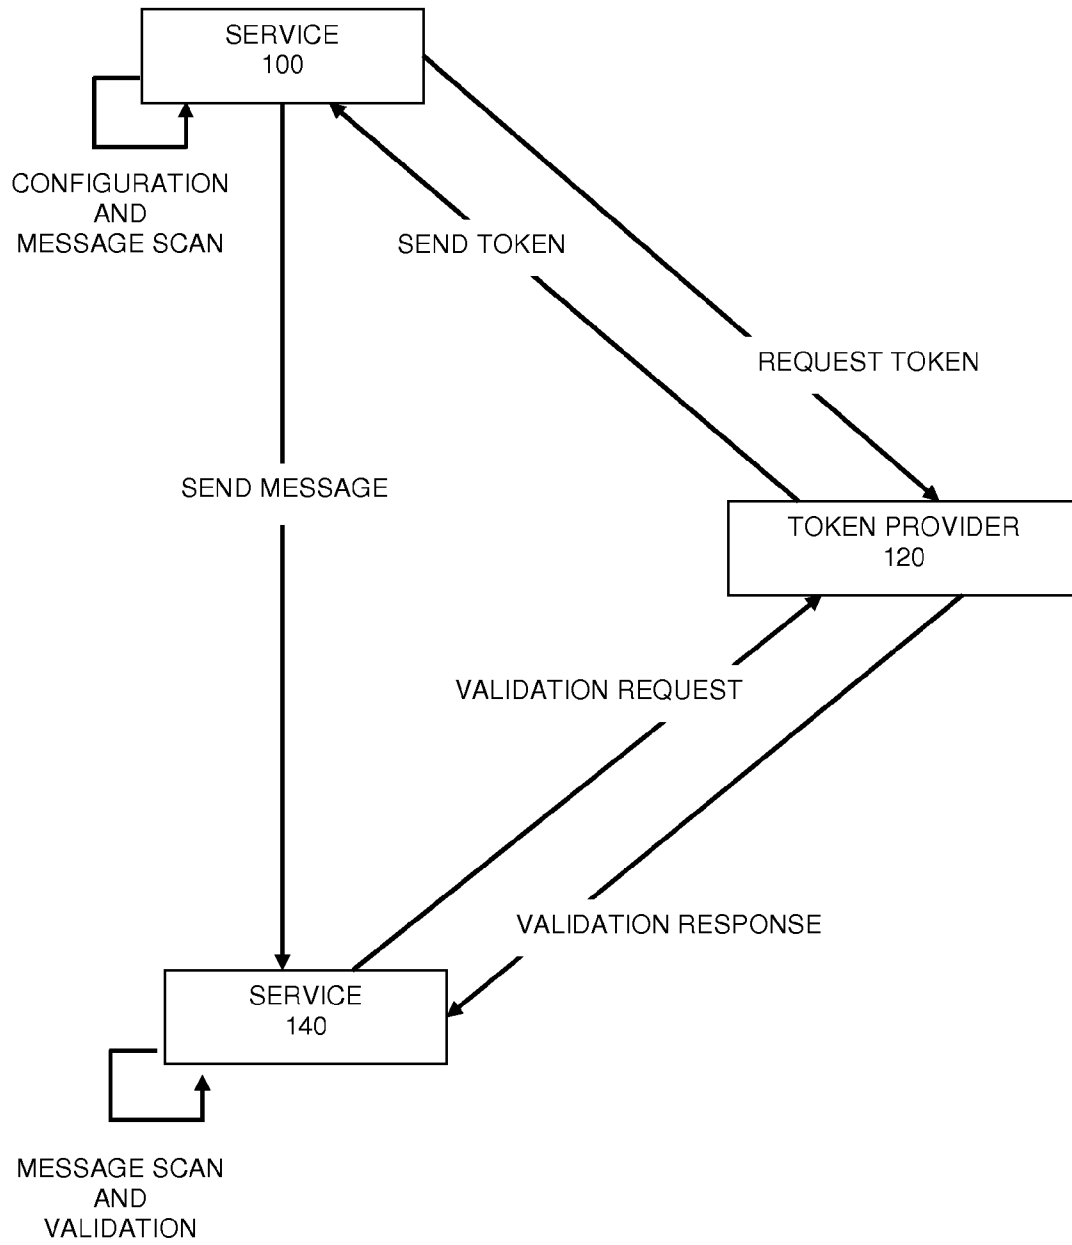 SERVICE
100
CONFIGURATION
AND
MESSAGE SCAN
SEND TOKEN
REQUEST TOKEN
SEND MESSAGE
TOKEN PROVIDER
120
VALIDATION REQUEST
VALIDATION RESPONSE
SERVICE
140
MESSAGE SCAN
AND
VALIDATION